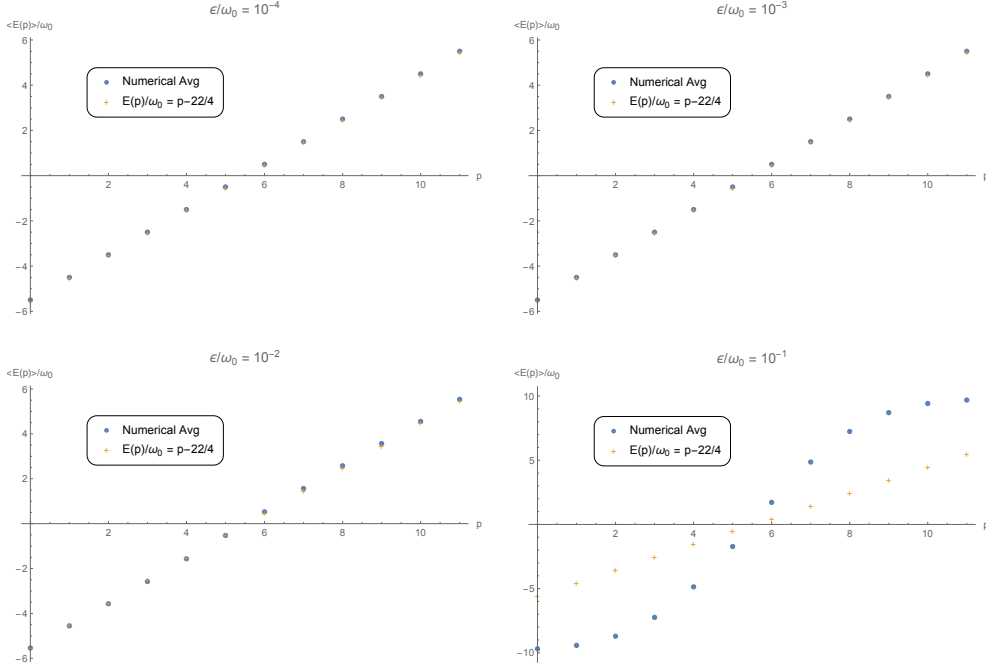 ϵ/ω₀ = 10⁻⁴
<E(p)>/ω₀
6
4
2
Numerical Avg
E(p)/ω₀ = p−22/4
2
4
6
8
10
p
−2
−4
−6
ϵ/ω₀ = 10⁻³
<E(p)>/ω₀
6
4
2
Numerical Avg
E(p)/ω₀ = p−22/4
2
4
6
8
10
p
−2
−4
−6
ϵ/ω₀ = 10⁻²
<E(p)>/ω₀
6
4
2
Numerical Avg
E(p)/ω₀ = p−22/4
2
4
6
8
10
p
−2
−4
−6
ϵ/ω₀ = 10⁻¹
<E(p)>/ω₀
10
5
Numerical Avg
E(p)/ω₀ = p−22/4
2
4
6
8
10
p
−5
−10